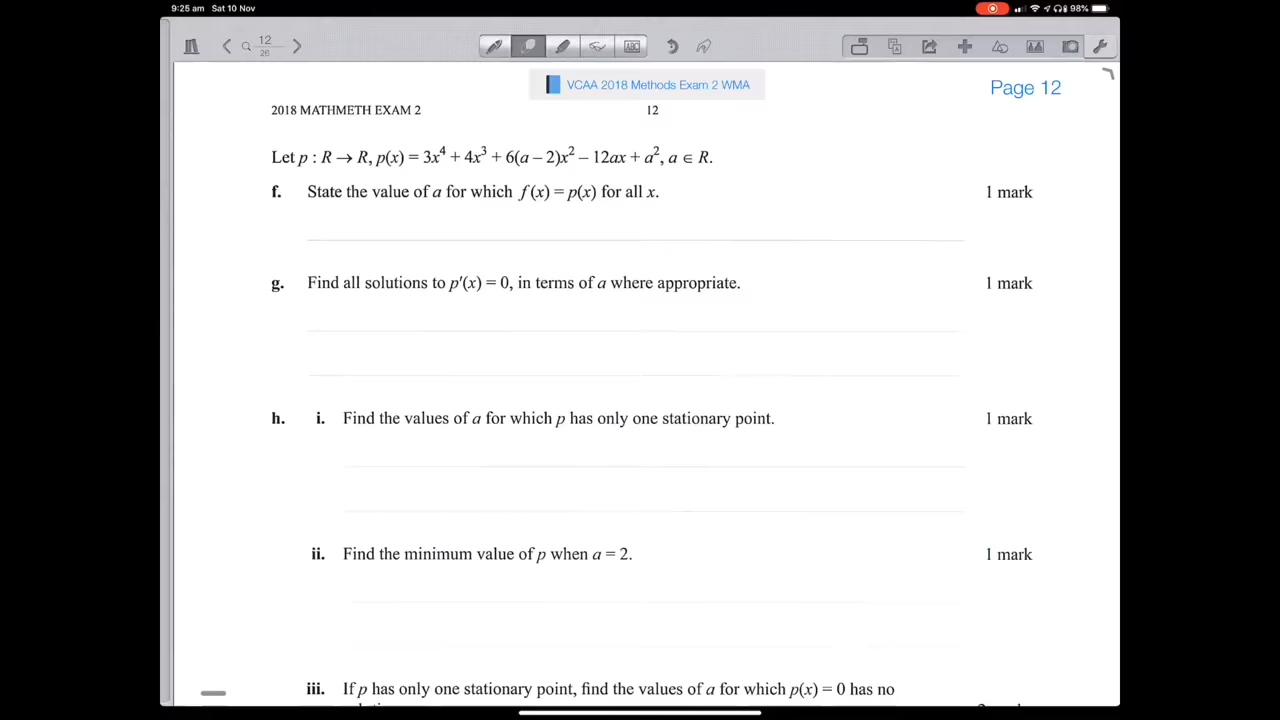 9:25 am Sat 10 Nov
98%
12
26
ABC
VCAA 2018 Methods Exam 2 WMA
Page 12
2018 MATHMETH EXAM 2
12
Let p : R → R, p(x) = 3x⁴ + 4x³ + 6(a – 2)x² – 12ax + a², a ∈ R.
f. State the value of a for which f(x) = p(x) for all x. 1 mark
g. Find all solutions to p′(x) = 0, in terms of a where appropriate. 1 mark
h. i. Find the values of a for which p has only one stationary point. 1 mark
ii. Find the minimum value of p when a = 2. 1 mark
iii. If p has only one stationary point, find the values of a for which p(x) = 0 has no